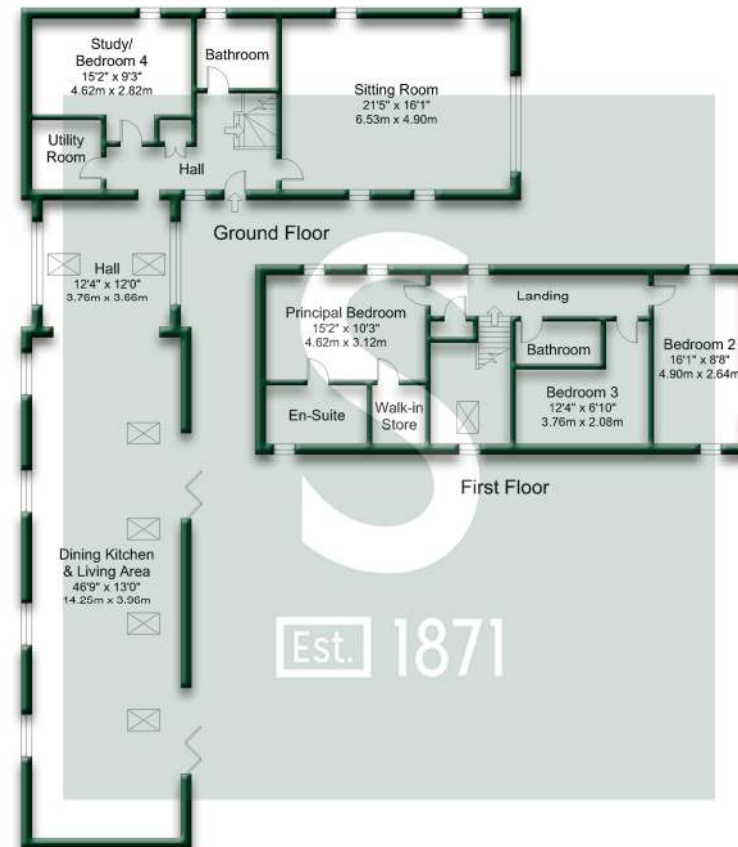 Study/
Bedroom 4
15'2" x 9'3"
4.62m x 2.82m
Bathroom
Sitting Room
21'5" x 16'1"
6.53m x 4.90m
Utility
Room
Hall
Ground Floor
Hall
12'4" x 12'0"
3.76m x 3.66m
Principal Bedroom
15'2" x 10'3"
4.62m x 3.12m
Landing
Bathroom
Bedroom 2
16'1" x 8'8"
4.90m x 2.64m
En-Suite
Walk-in
Store
Bedroom 3
12'4" x 6'10"
3.76m x 2.08m
First Floor
Dining Kitchen
& Living Area
46'9" x 13'0"
14.25m x 3.96m
S
Est. 1871